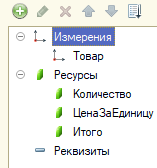 Измерения
Товар
Ресурсы
Количество
ЦенаЗаЕдиницу
Итого
Реквизиты